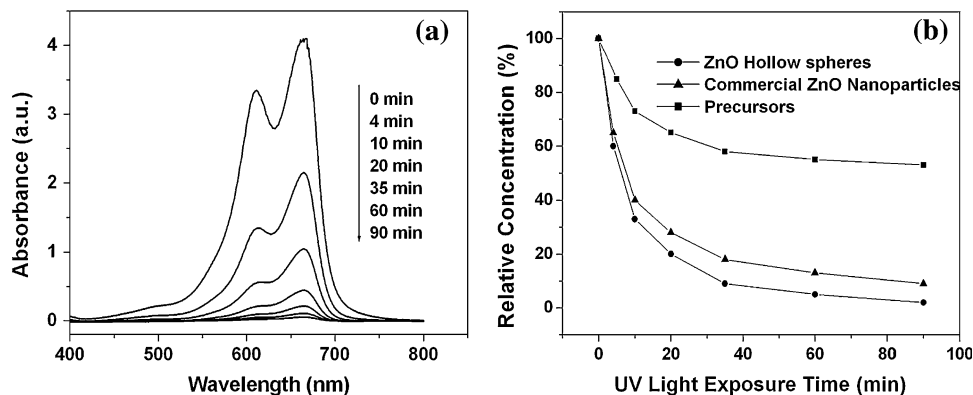 (a)
4
3
2
1
0
Absorbance (a.u.)
0 min
4 min
10 min
20 min
35 min
60 min
90 min
400 500 600 700 800
Wavelength (nm)
(b)
100
80
60
40
20
0
Relative Concentration (%)
ZnO Hollow spheres
Commercial ZnO Nanoparticles
Precursors
0 20 40 60 80 100
UV Light Exposure Time (min)